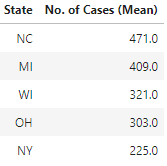 State No. of Cases (Mean)
NC 471.0
MI 409.0
WI 321.0
OH 303.0
NY 225.0